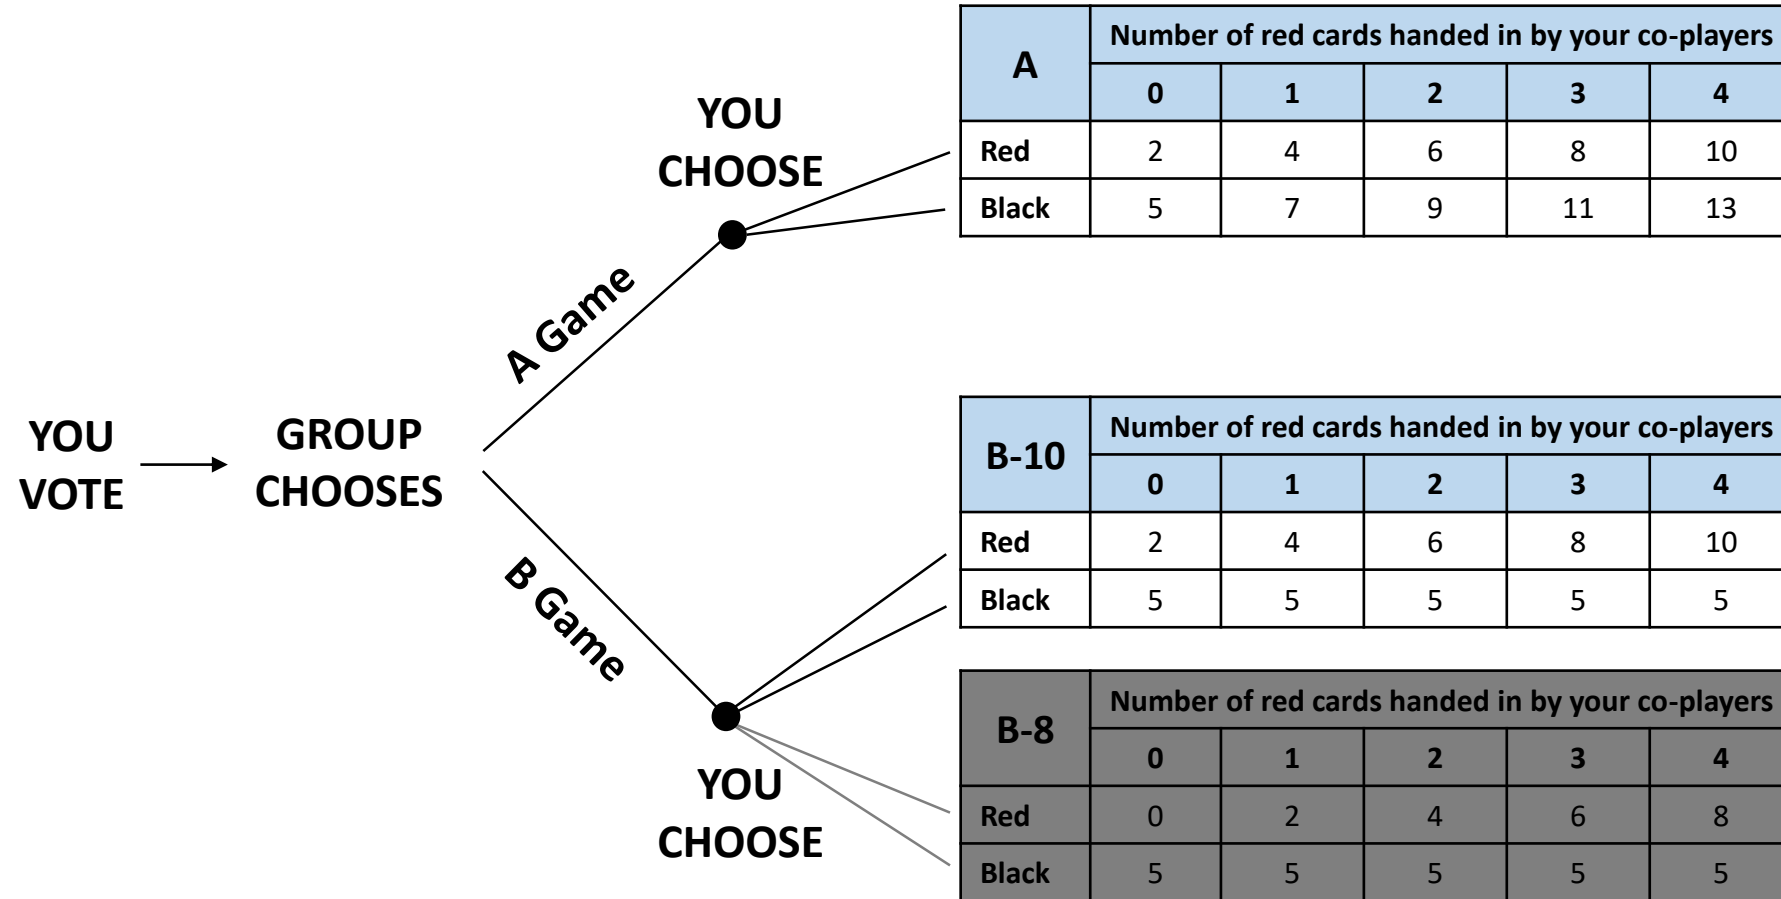 YOU
VOTE
GROUP
CHOOSES
A Game
B Game
YOU
CHOOSE
A
Number of red cards handed in by your co-players
0 1 2 3 4
Red 2 4 6 8 10
Black 5 7 9 11 13
B-10
Number of red cards handed in by your co-players
0 1 2 3 4
Red 2 4 6 8 10
Black 5 5 5 5 5
YOU
CHOOSE
B-8
Number of red cards handed in by your co-players
0 1 2 3 4
Red 0 2 4 6 8
Black 5 5 5 5 5